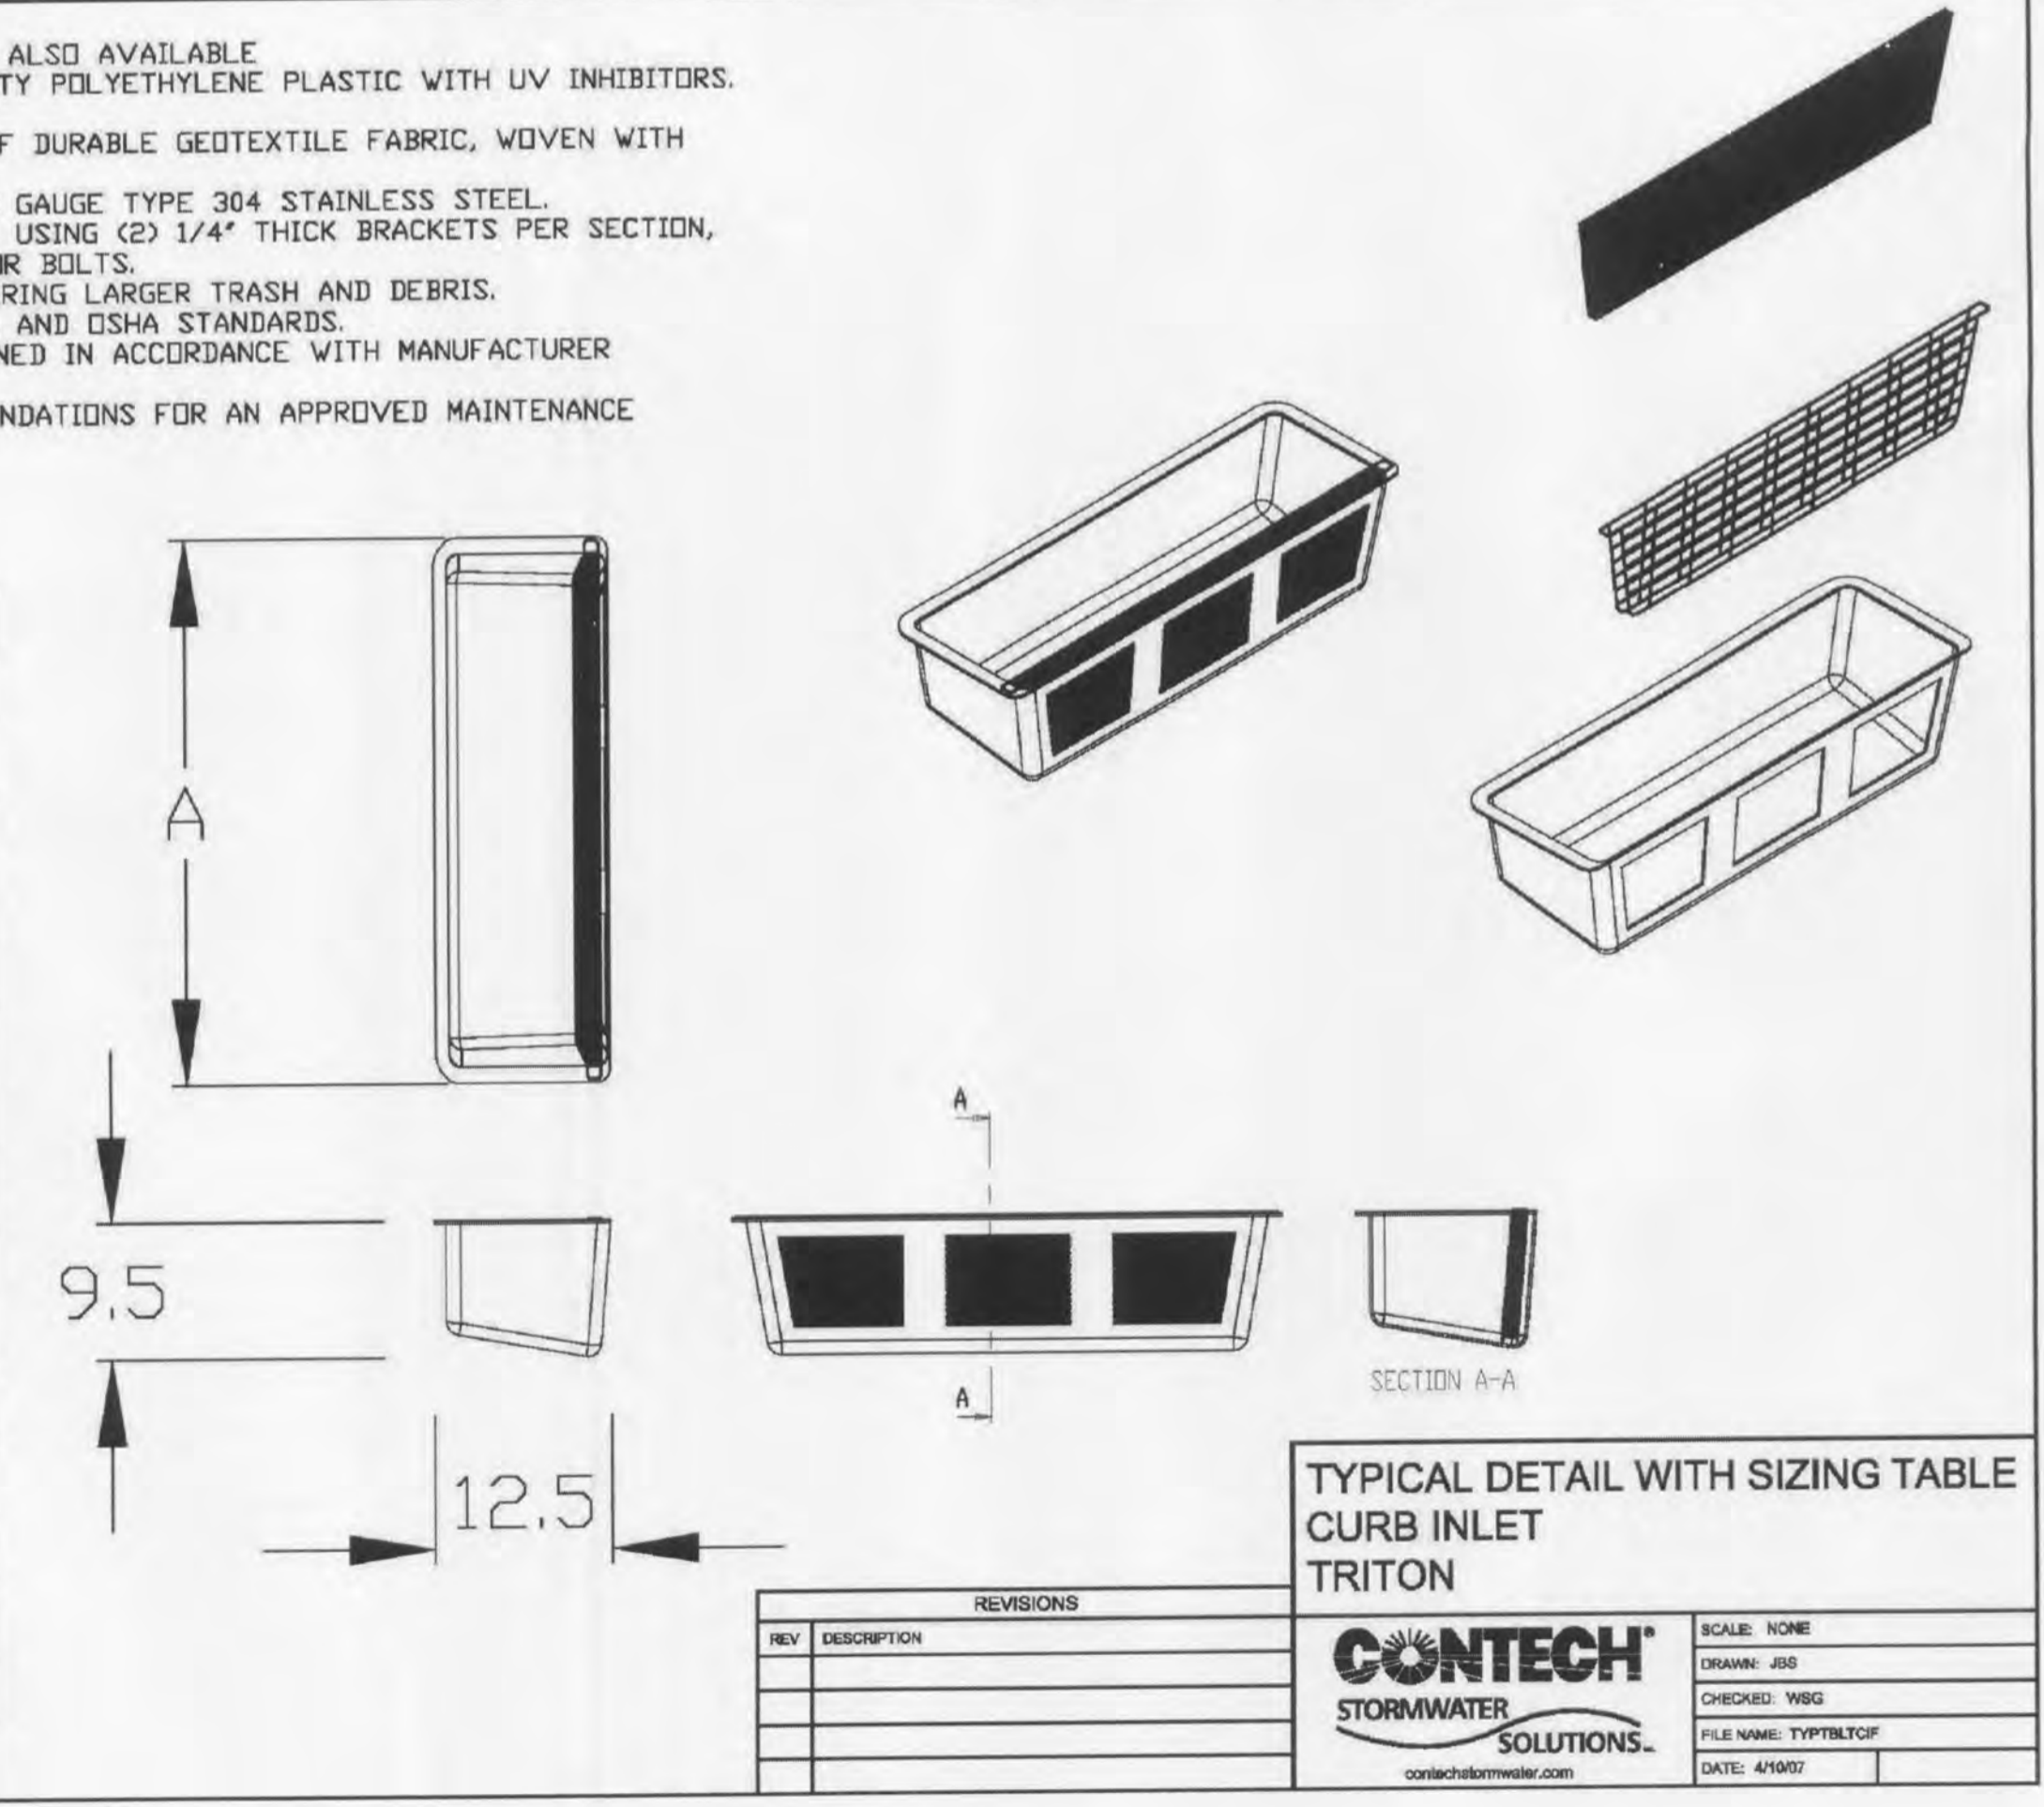 ALSO AVAILABLE
TY POLYETHYLENE PLASTIC WITH UV INHIBITORS.
F DURABLE GEOTEXTILE FABRIC, WOVEN WITH
GAUGE TYPE 304 STAINLESS STEEL.
USING (2) 1/4" THICK BRACKETS PER SECTION,
OR BOLTS.
RING LARGER TRASH AND DEBRIS.
AND OSHA STANDARDS.
NED IN ACCORDANCE WITH MANUFACTURER
NDATIONS FOR AN APPROVED MAINTENANCE
A
9.5
12.5
A
A
SECTION A-A
TYPICAL DETAIL WITH SIZING TABLE
CURB INLET
TRITON
REVISIONS
REV DESCRIPTION
CONTECH®
STORMWATER
SOLUTIONS
contechstormwater.com
SCALE: NONE
DRAWN: JBS
CHECKED: WSG
FILE NAME: TYPTBLTCIF
DATE: 4/10/07